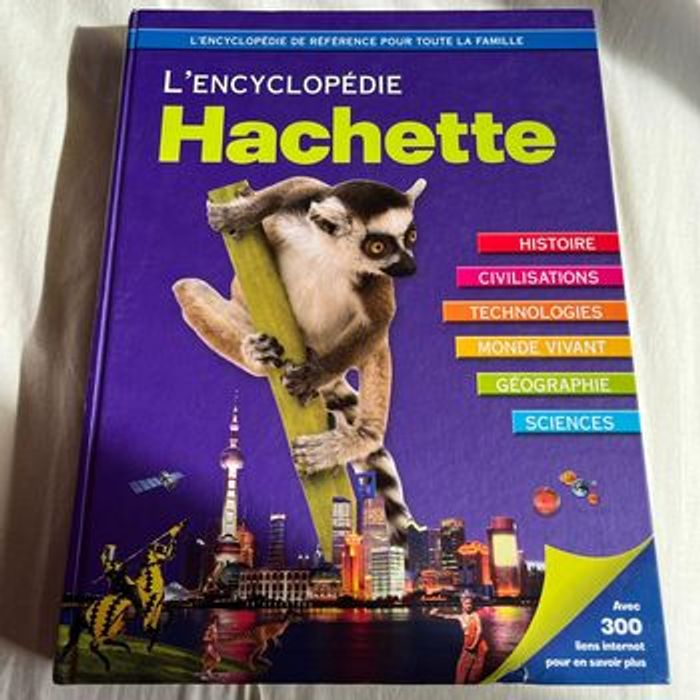 L'ENCYCLOPÉDIE DE RÉFÉRENCE POUR TOUTE LA FAMILLE
L'ENCYCLOPÉDIE
Hachette
HISTOIRE
CIVILISATIONS
TECHNOLOGIES
MONDE VIVANT
GÉOGRAPHIE
SCIENCES
Avec
300
liens internet
pour en savoir plus